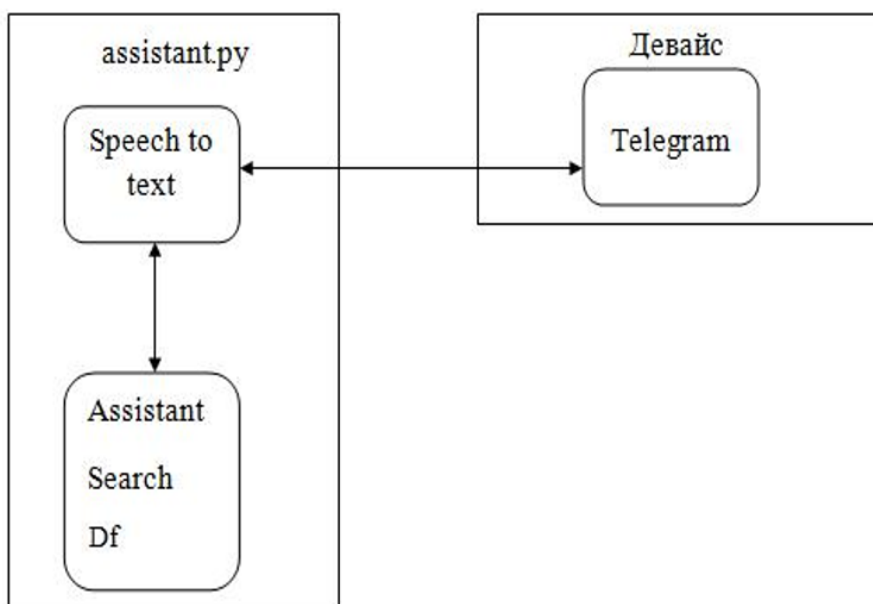 assistant.py
Speech to
text
Assistant
Search
Df
Девайс
Telegram